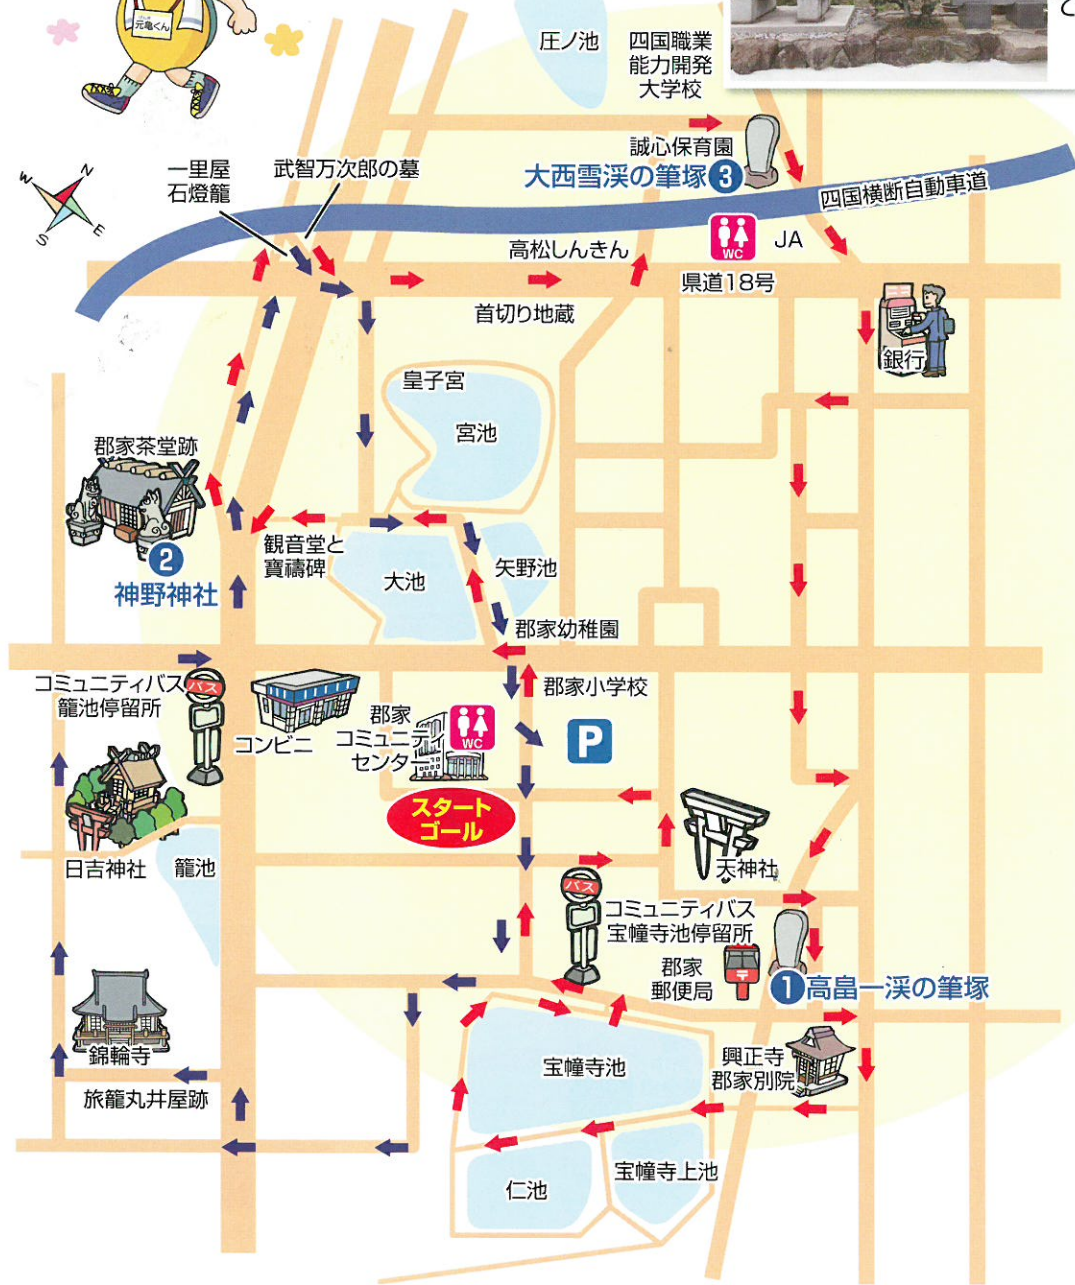 元亀くん
と
圧ノ池
四国職業
能力開発
大学校
誠心保育園
大西雪渓の筆塚 3
一里屋
石燈籠
武智万次郎の墓
N
W
E
S
四国横断自動車道
高松しんきん
WC
JA
県道18号
首切り地蔵
銀行
皇子宮
宮池
郡家茶堂跡
2
神野神社
観音堂と
寶禱碑
大池
矢野池
郡家幼稚園
コミュニティバス
籠池停留所
バス
コンビニ
郡家
コミュニティ
センター
WC
郡家小学校
P
スタート
ゴール
日吉神社
籠池
天神社
バス
コミュニティバス
宝幢寺池停留所
郡家
郵便局
1 高畠一渓の筆塚
錦輪寺
旅籠丸井屋跡
宝幢寺池
興正寺
郡家別院
仁池
宝幢寺上池